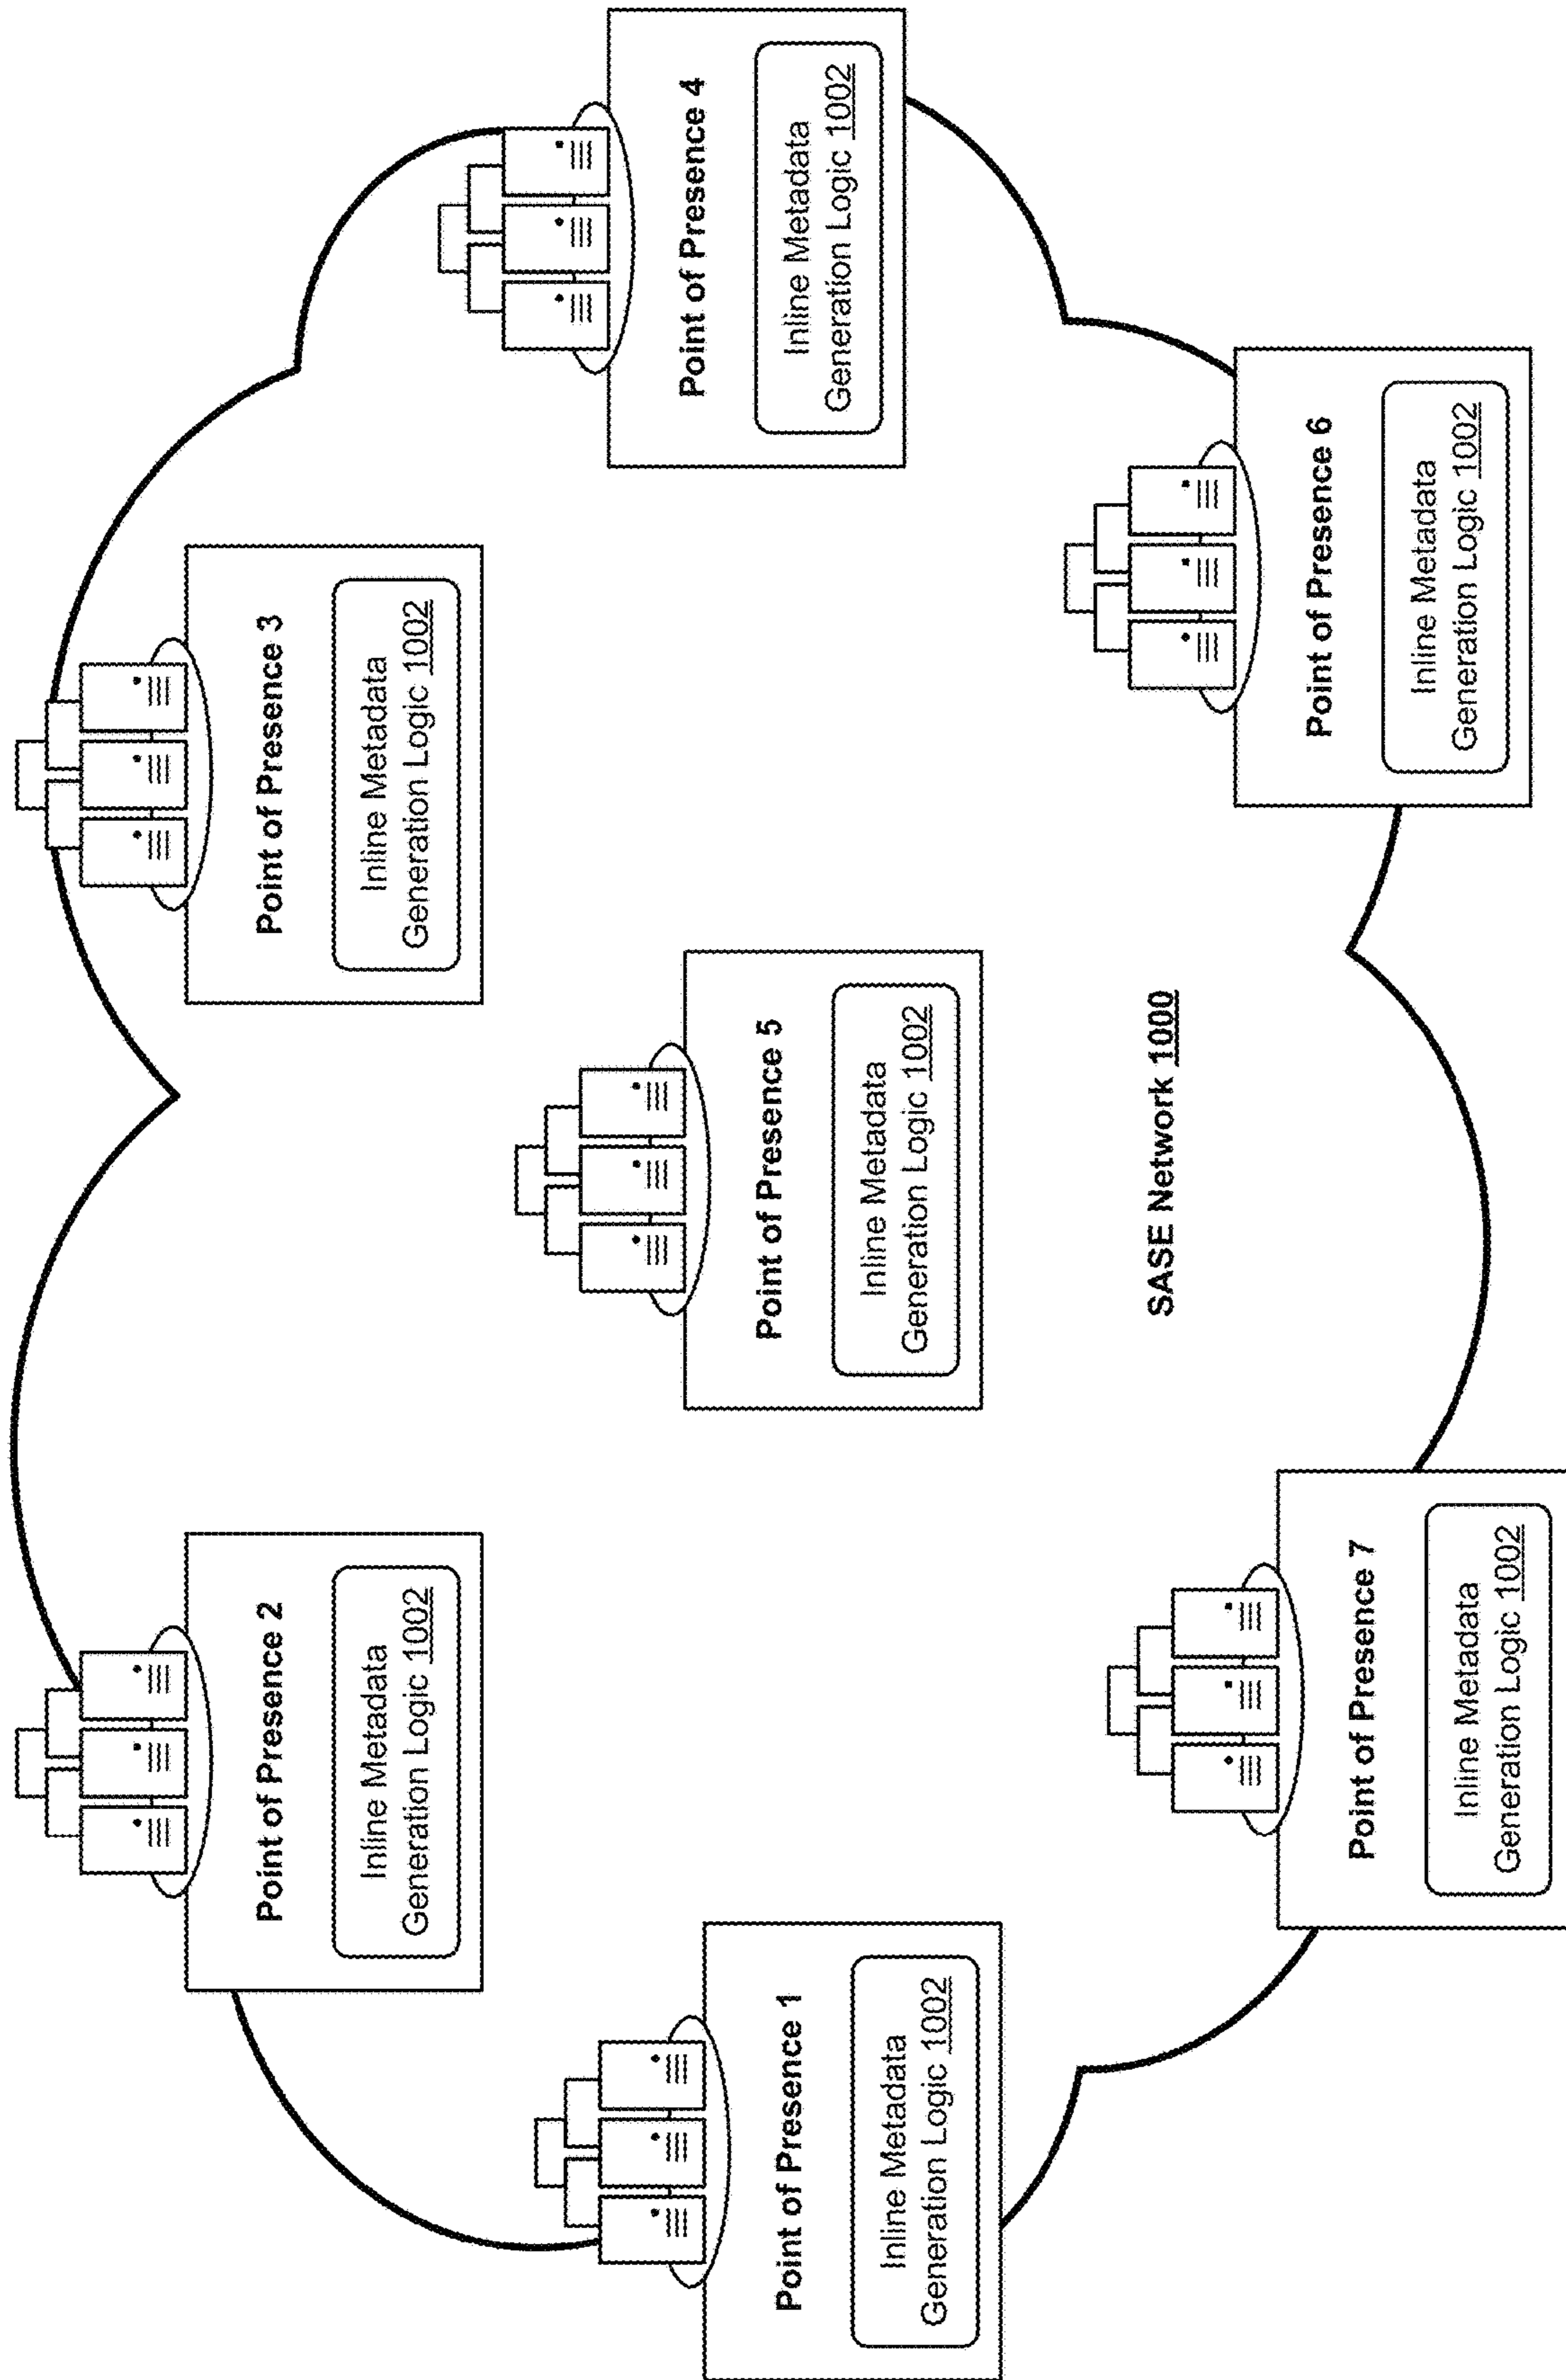 Point of Presence 2
Inline Metadata
Generation Logic 1002
Point of Presence 3
Inline Metadata
Generation Logic 1002
Point of Presence 4
Inline Metadata
Generation Logic 1002
Point of Presence 1
Inline Metadata
Generation Logic 1002
Point of Presence 5
Inline Metadata
Generation Logic 1002
SASE Network 1000
Point of Presence 7
Inline Metadata
Generation Logic 1002
Point of Presence 6
Inline Metadata
Generation Logic 1002